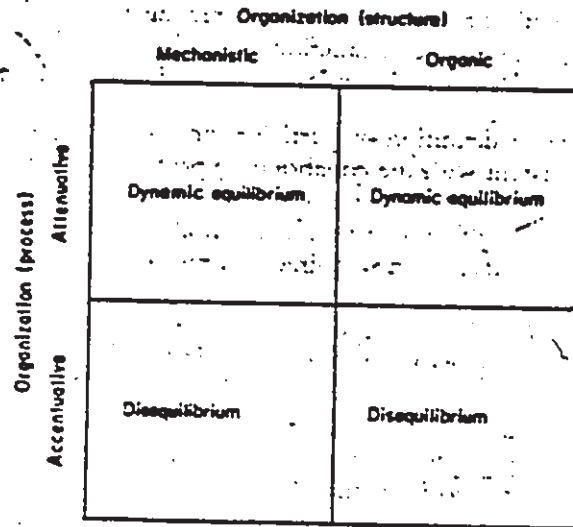 Organization (structure)
Mechanistic
Organic
Organization (process)
Attenuative
Dynamic equilibrium
Dynamic equilibrium
Accentuative
Disequilibrium
Disequilibrium